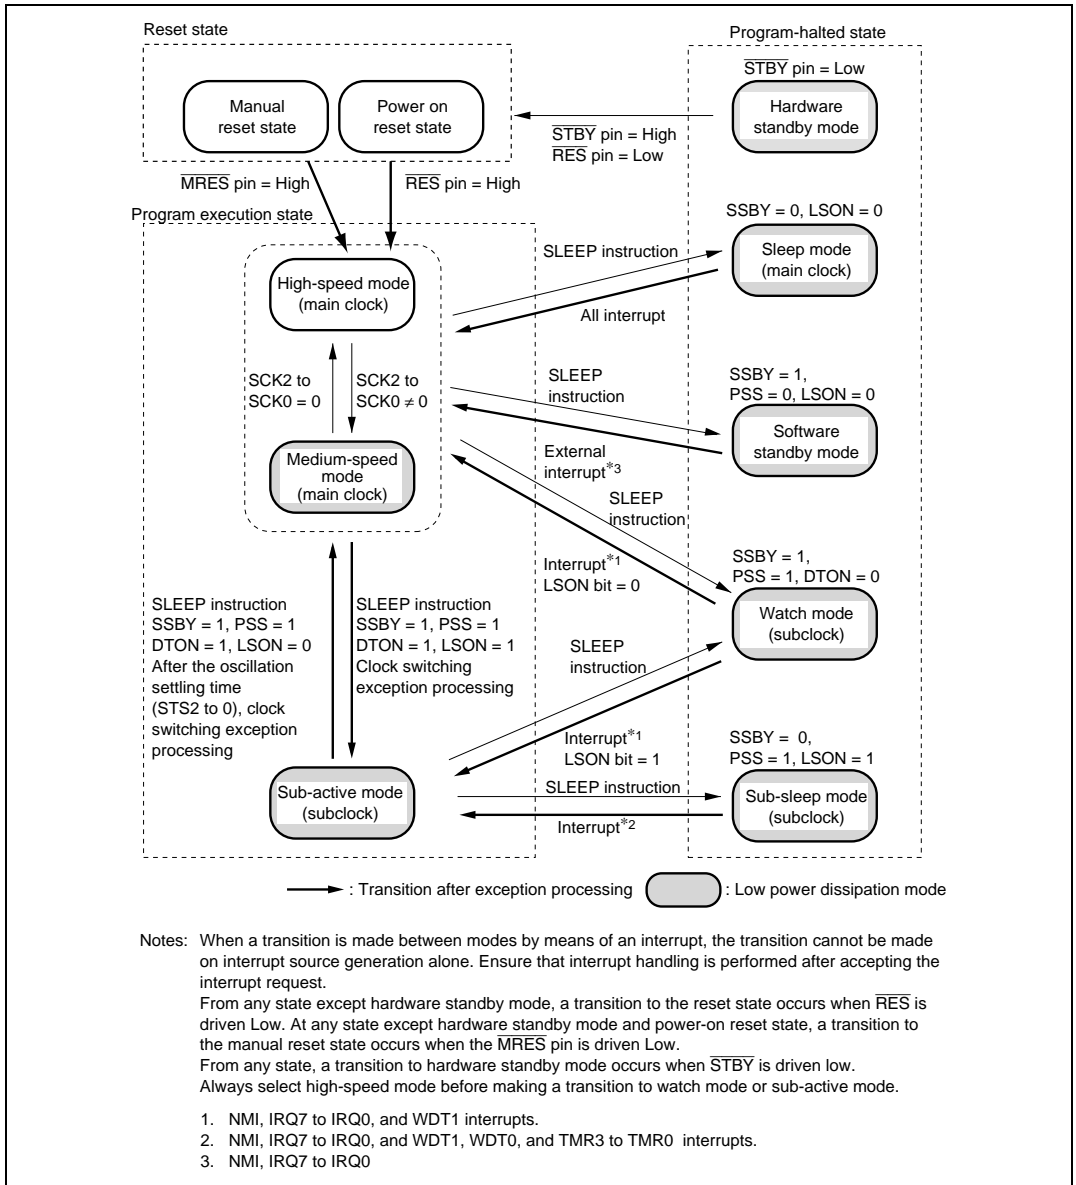 Reset state
Program-halted state
STBY pin = Low
Manual
reset state
Power on
reset state
Hardware
standby mode
STBY pin = High
RES pin = Low
MRES pin = High
RES pin = High
Program execution state
SSBY = 0, LSON = 0
SLEEP instruction
Sleep mode
(main clock)
High-speed mode
(main clock)
All interrupt
SCK2 to
SCK0 = 0
SCK2 to
SCK0 ≠ 0
SLEEP
instruction
SSBY = 1,
PSS = 0, LSON = 0
Software
standby mode
External
interrupt*3
Medium-speed
mode
(main clock)
SLEEP
instruction
Interrupt*1
LSON bit = 0
SSBY = 1,
PSS = 1, DTON = 0
Watch mode
(subclock)
SLEEP instruction
SSBY = 1, PSS = 1
DTON = 1, LSON = 0
After the oscillation
settling time
(STS2 to 0), clock
switching exception
processing
SLEEP instruction
SSBY = 1, PSS = 1
DTON = 1, LSON = 1
Clock switching
exception processing
SLEEP
instruction
Interrupt*1
LSON bit = 1
SSBY = 0,
PSS = 1, LSON = 1
Sub-active mode
(subclock)
SLEEP instruction
Sub-sleep mode
(subclock)
Interrupt*2
: Transition after exception processing
: Low power dissipation mode
Notes: When a transition is made between modes by means of an interrupt, the transition cannot be made
on interrupt source generation alone. Ensure that interrupt handling is performed after accepting the
interrupt request.
From any state except hardware standby mode, a transition to the reset state occurs when RES is
driven Low. At any state except hardware standby mode and power-on reset state, a transition to
the manual reset state occurs when the MRES pin is driven Low.
From any state, a transition to hardware standby mode occurs when STBY is driven low.
Always select high-speed mode before making a transition to watch mode or sub-active mode.
1. NMI, IRQ7 to IRQ0, and WDT1 interrupts.
2. NMI, IRQ7 to IRQ0, and WDT1, WDT0, and TMR3 to TMR0 interrupts.
3. NMI, IRQ7 to IRQ0